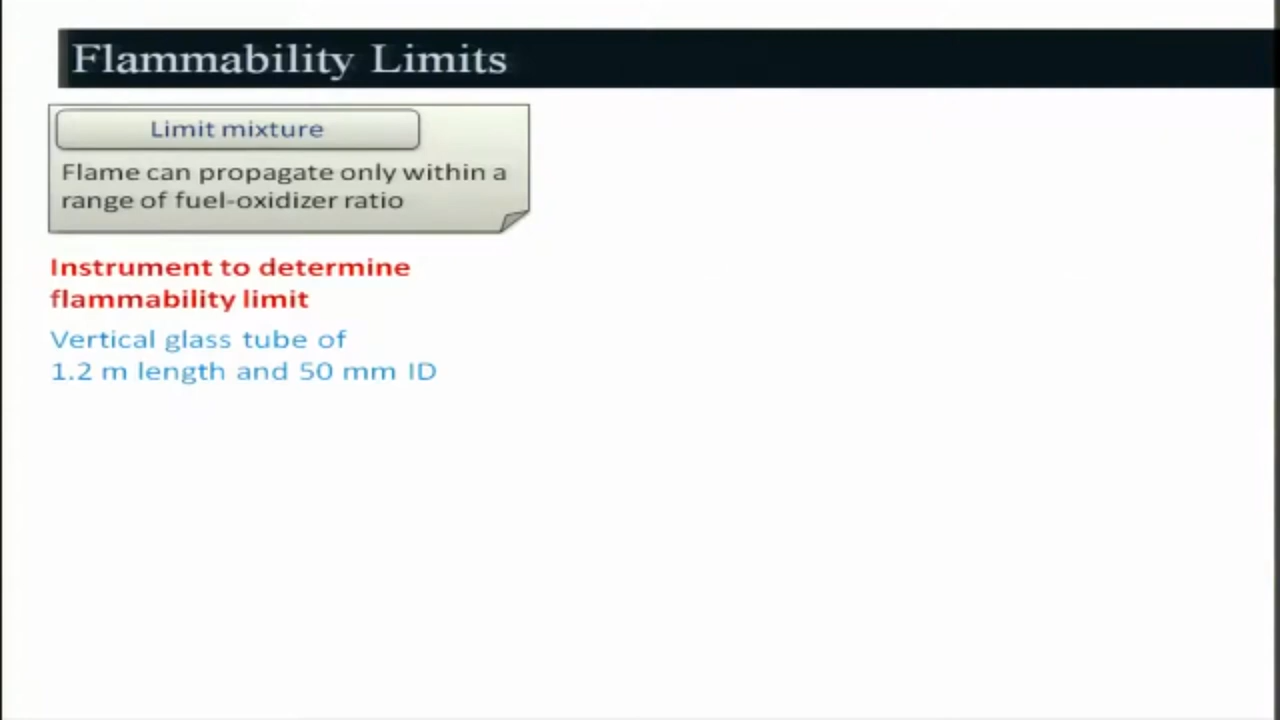 Flammability Limits
Limit mixture
Flame can propagate only within a
range of fuel-oxidizer ratio
Instrument to determine
flammability limit
Vertical glass tube of
1.2 m length and 50 mm ID